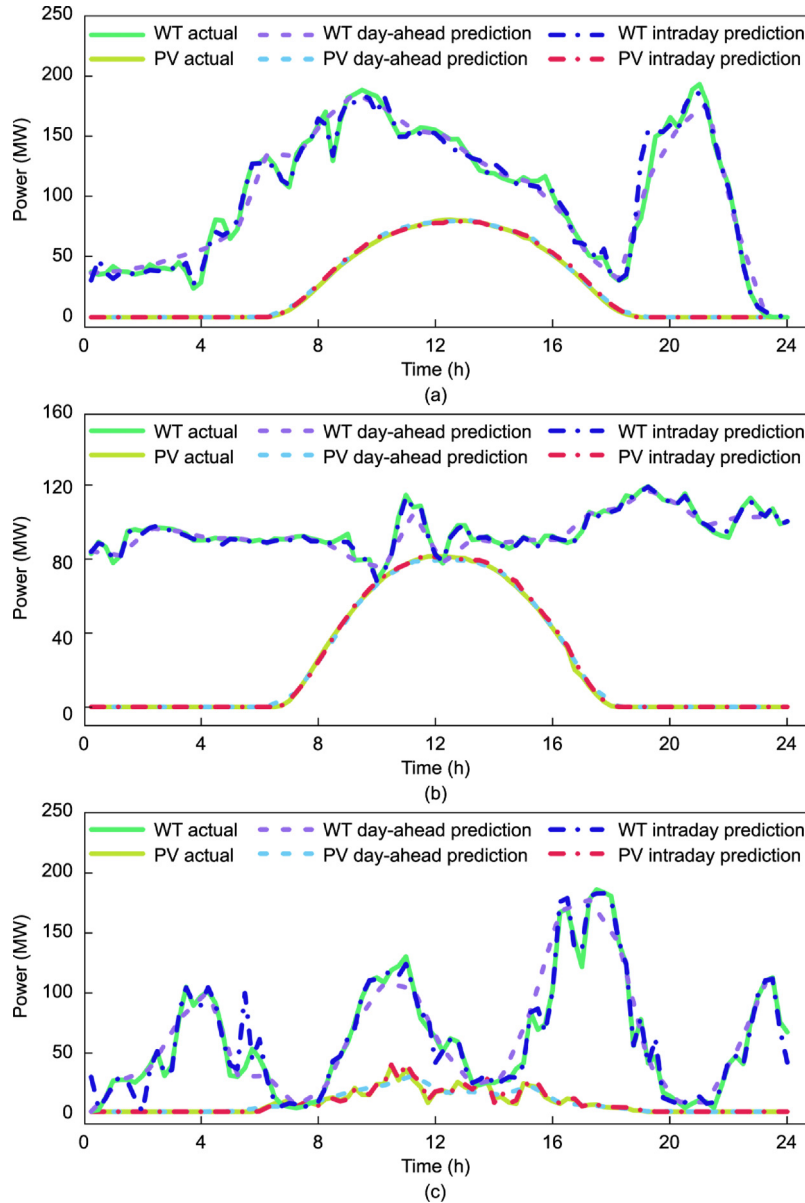 250
WT actual WT day-ahead prediction WT intraday prediction
PV actual PV day-ahead prediction PV intraday prediction
200
150
100
50
0
Power (MW)
0 4 8 12 16 20 24
Time (h)
(a)
160
WT actual WT day-ahead prediction WT intraday prediction
PV actual PV day-ahead prediction PV intraday prediction
120
80
40
0
Power (MW)
0 4 8 12 16 20 24
Time (h)
(b)
250
WT actual WT day-ahead prediction WT intraday prediction
PV actual PV day-ahead prediction PV intraday prediction
200
150
100
50
0
Power (MW)
0 4 8 12 16 20 24
Time (h)
(c)